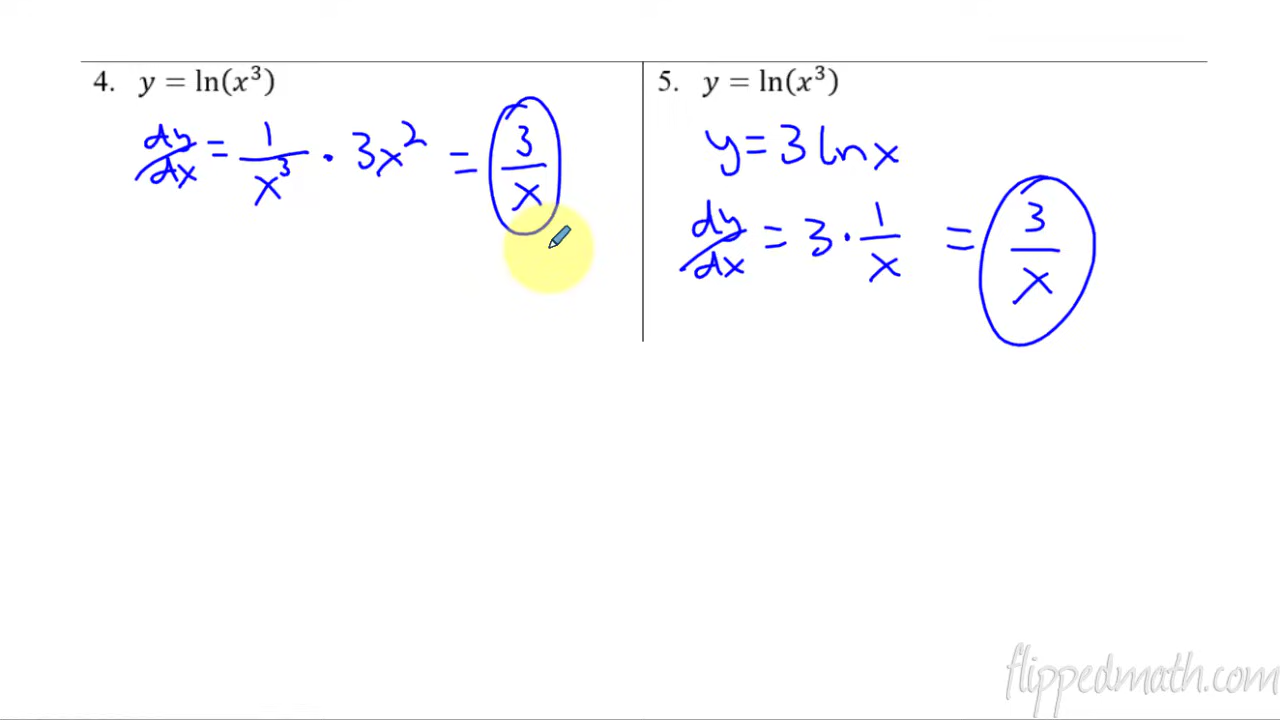 4. y = ln(x³)
dy/dx = 1/x³ · 3x² = 3/x
5. y = ln(x³)
y = 3 ln x
dy/dx = 3 · 1/x = 3/x
flippedmath.com